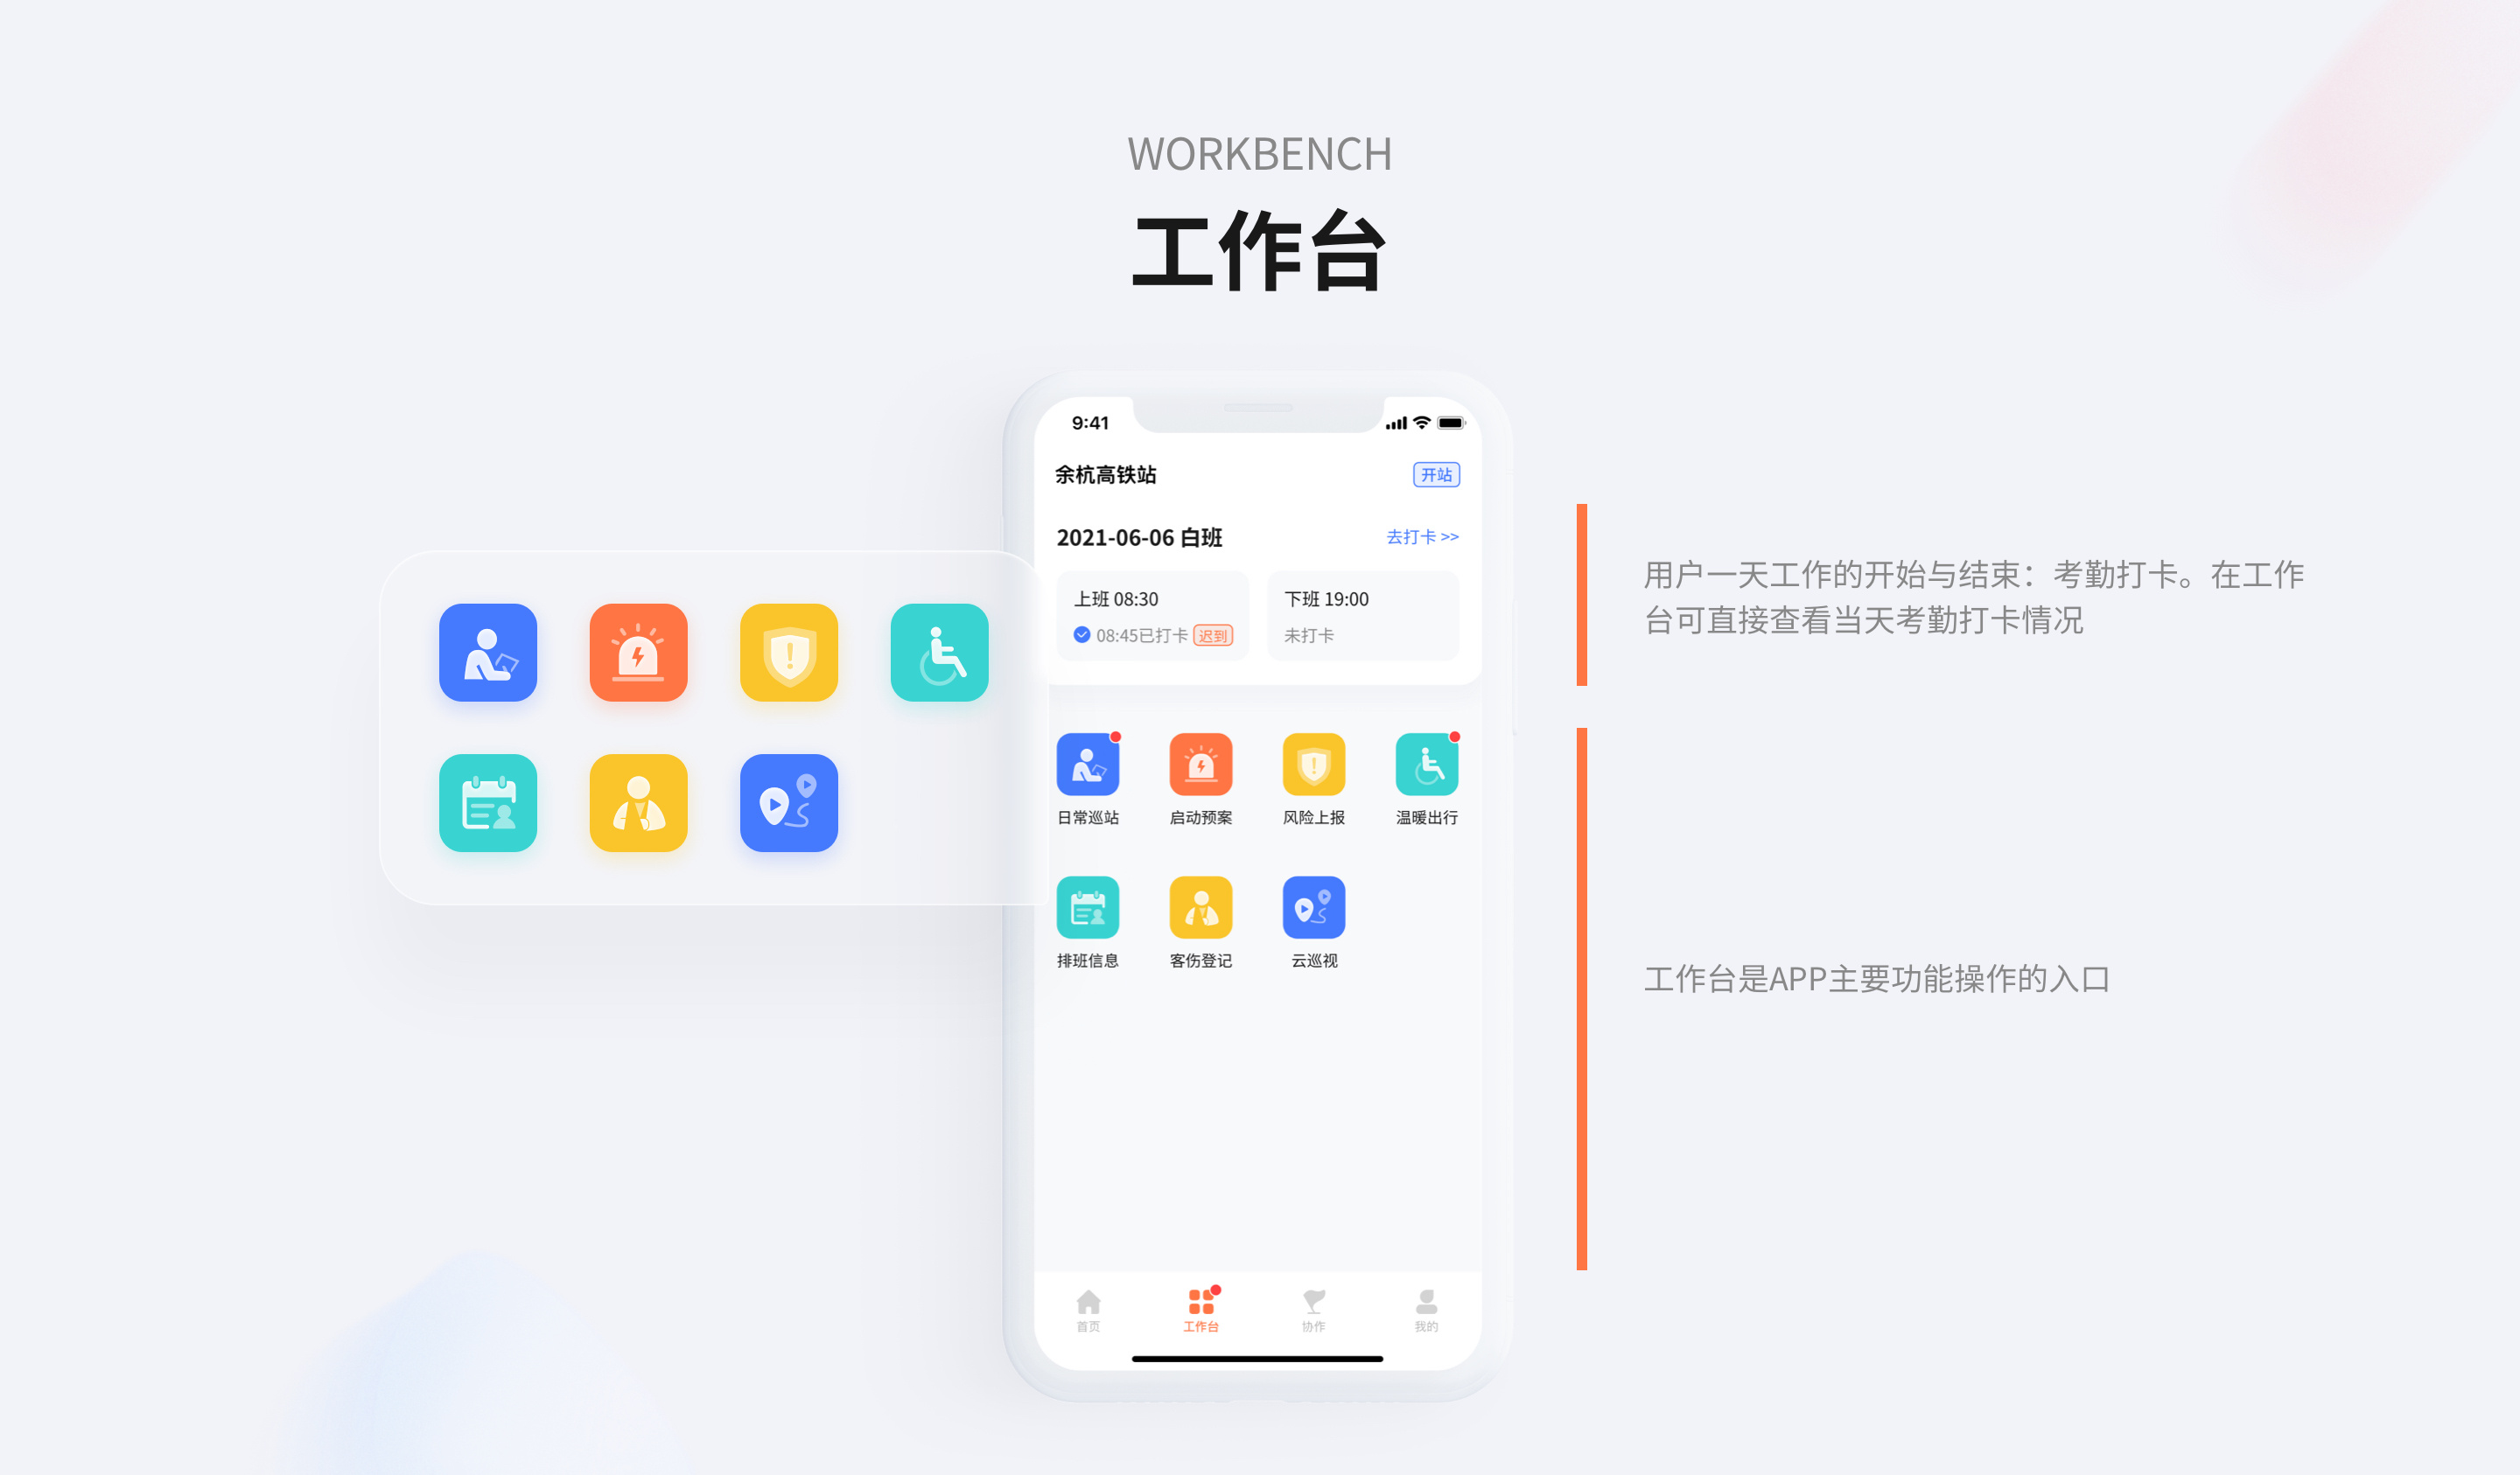 WORKBENCH
工作台
9:41
余杭高铁站
开站
2021-06-06 白班
去打卡 >>
上班 08:30
下班 19:00
08:45已打卡 迟到
未打卡
日常巡站
启动预案
风险上报
温暖出行
排班信息
客伤登记
云巡视
首页
工作台
协作
我的
用户一天工作的开始与结束：考勤打卡。在工作
台可直接查看当天考勤打卡情况
工作台是APP主要功能操作的入口